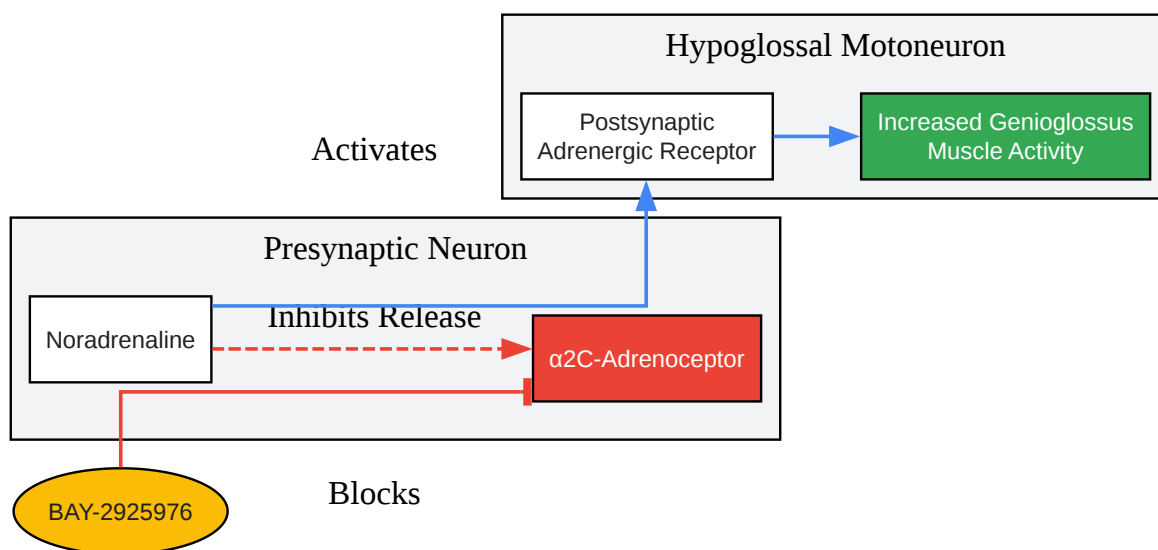 Hypoglossal Motoneuron
Postsynaptic
Adrenergic Receptor
Increased Genioglossus
Muscle Activity
Activates
Presynaptic Neuron
Noradrenaline
Inhibits Release
α2C-Adrenoceptor
BAY-2925976
Blocks